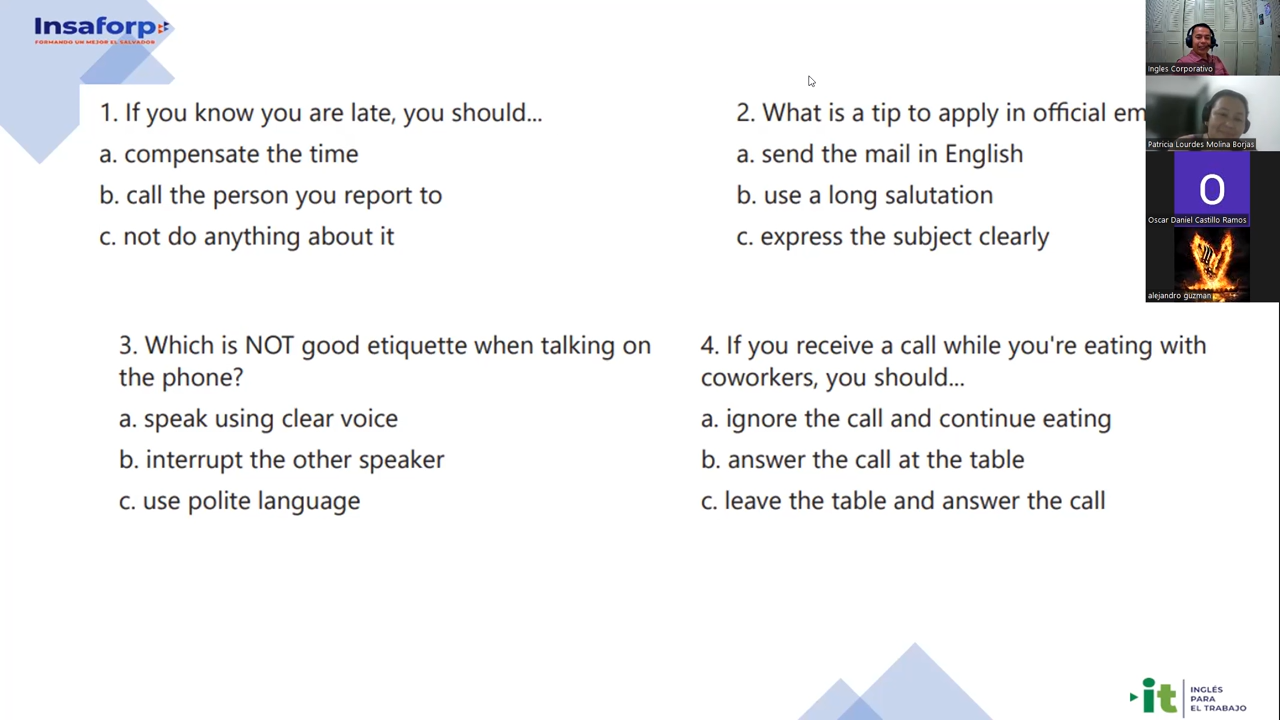 Insaforp
FORMANDO UN MEJOR EL SALVADOR
1. If you know you are late, you should...
a. compensate the time
b. call the person you report to
c. not do anything about it
2. What is a tip to apply in official em
a. send the mail in English
b. use a long salutation
c. express the subject clearly
3. Which is NOT good etiquette when talking on
the phone?
a. speak using clear voice
b. interrupt the other speaker
c. use polite language
4. If you receive a call while you're eating with
coworkers, you should...
a. ignore the call and continue eating
b. answer the call at the table
c. leave the table and answer the call
Ingles Corporativo
Patricia Lourdes Molina Borjas
O
Oscar Daniel Castillo Ramos
alejandro guzman
it
INGLÉS
PARA
EL TRABAJO